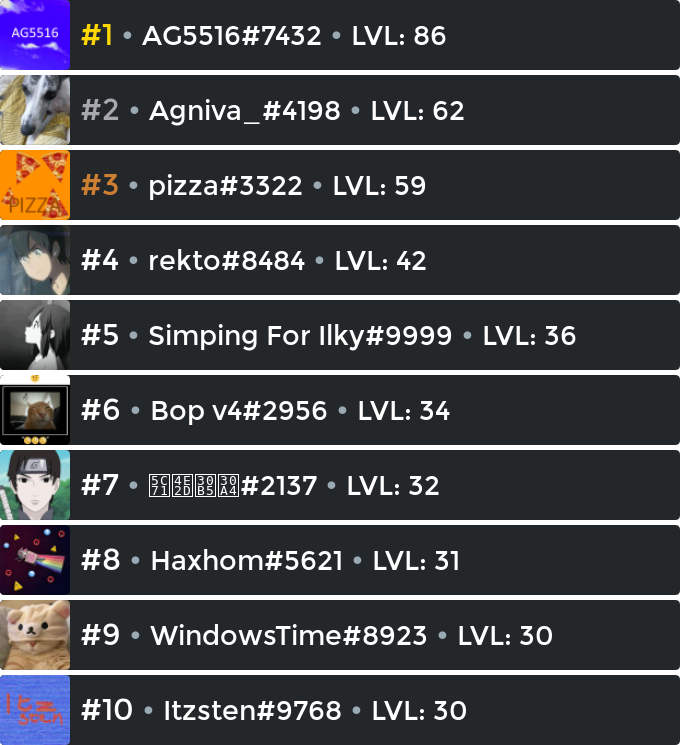 AG5516
#1 • AG5516#7432 • LVL: 86
#2 • Agniva_#4198 • LVL: 62
PIZZA
#3 • pizza#3322 • LVL: 59
#4 • rekto#8484 • LVL: 42
#5 • Simping For Ilky#9999 • LVL: 36
#6 • Bop v4#2956 • LVL: 34
#7 • #2137 • LVL: 32
#8 • Haxhom#5621 • LVL: 31
#9 • WindowsTime#8923 • LVL: 30
#10 • Itzsten#9768 • LVL: 30